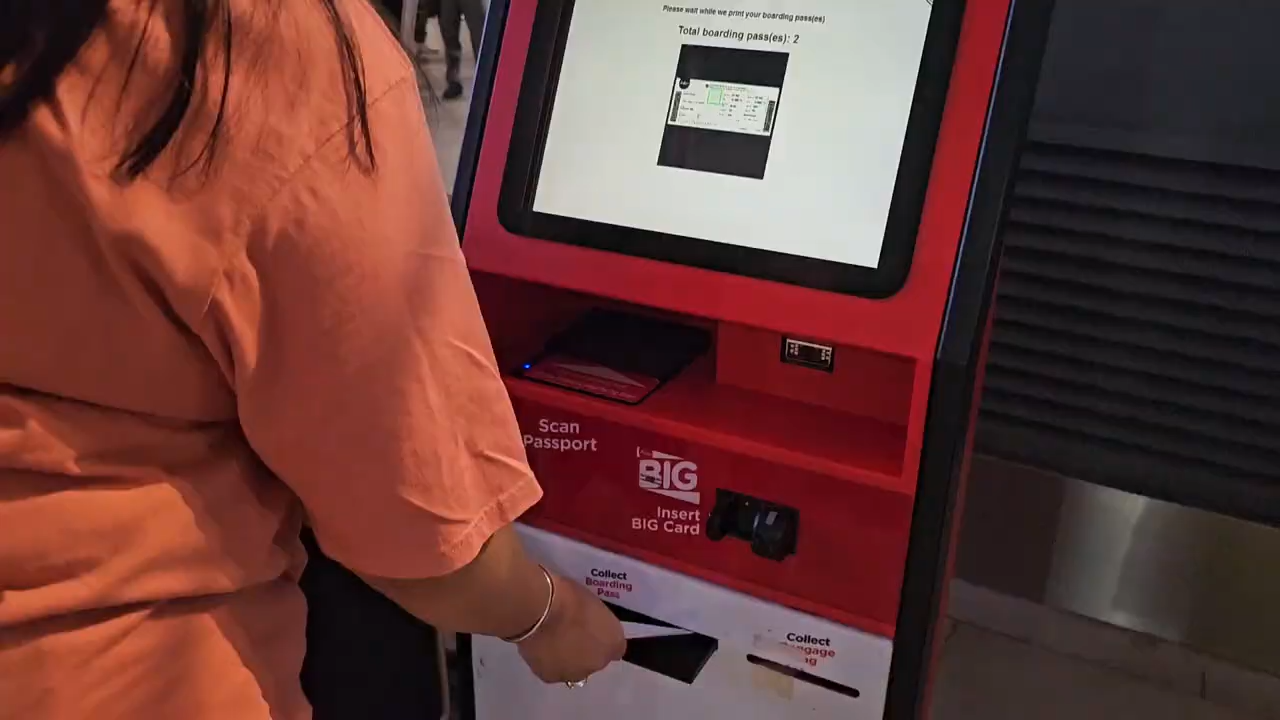 Please wait while we print your boarding pass(es)
Total boarding pass(es): 2
Scan
Passport
BIG
Insert
BIG Card
Collect
Boarding
Pass
Collect